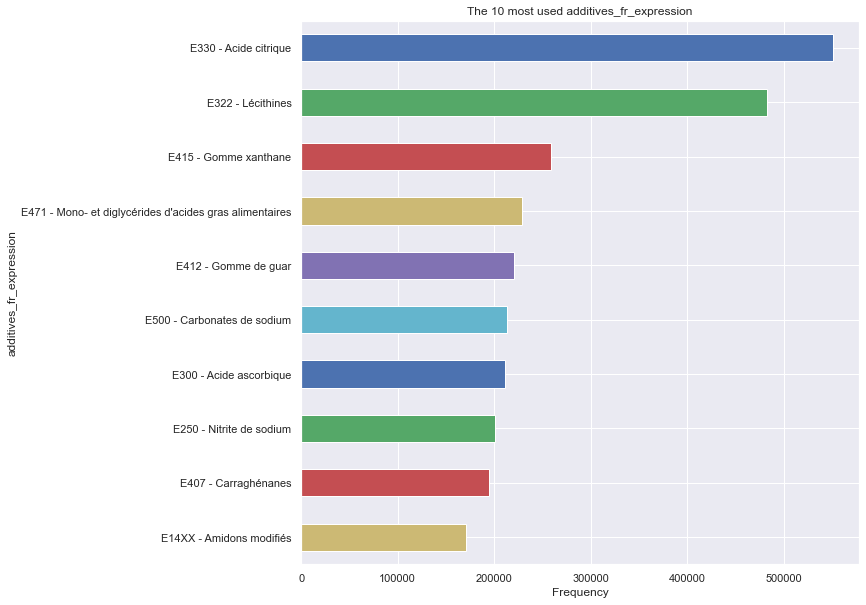 The 10 most used additives_fr_expression
E330 - Acide citrique
E322 - Lécithines
E415 - Gomme xanthane
E471 - Mono- et diglycérides d'acides gras alimentaires
E412 - Gomme de guar
E500 - Carbonates de sodium
E300 - Acide ascorbique
E250 - Nitrite de sodium
E407 - Carraghénanes
E14XX - Amidons modifiés
additives_fr_expression
0 100000 200000 300000 400000 500000
Frequency